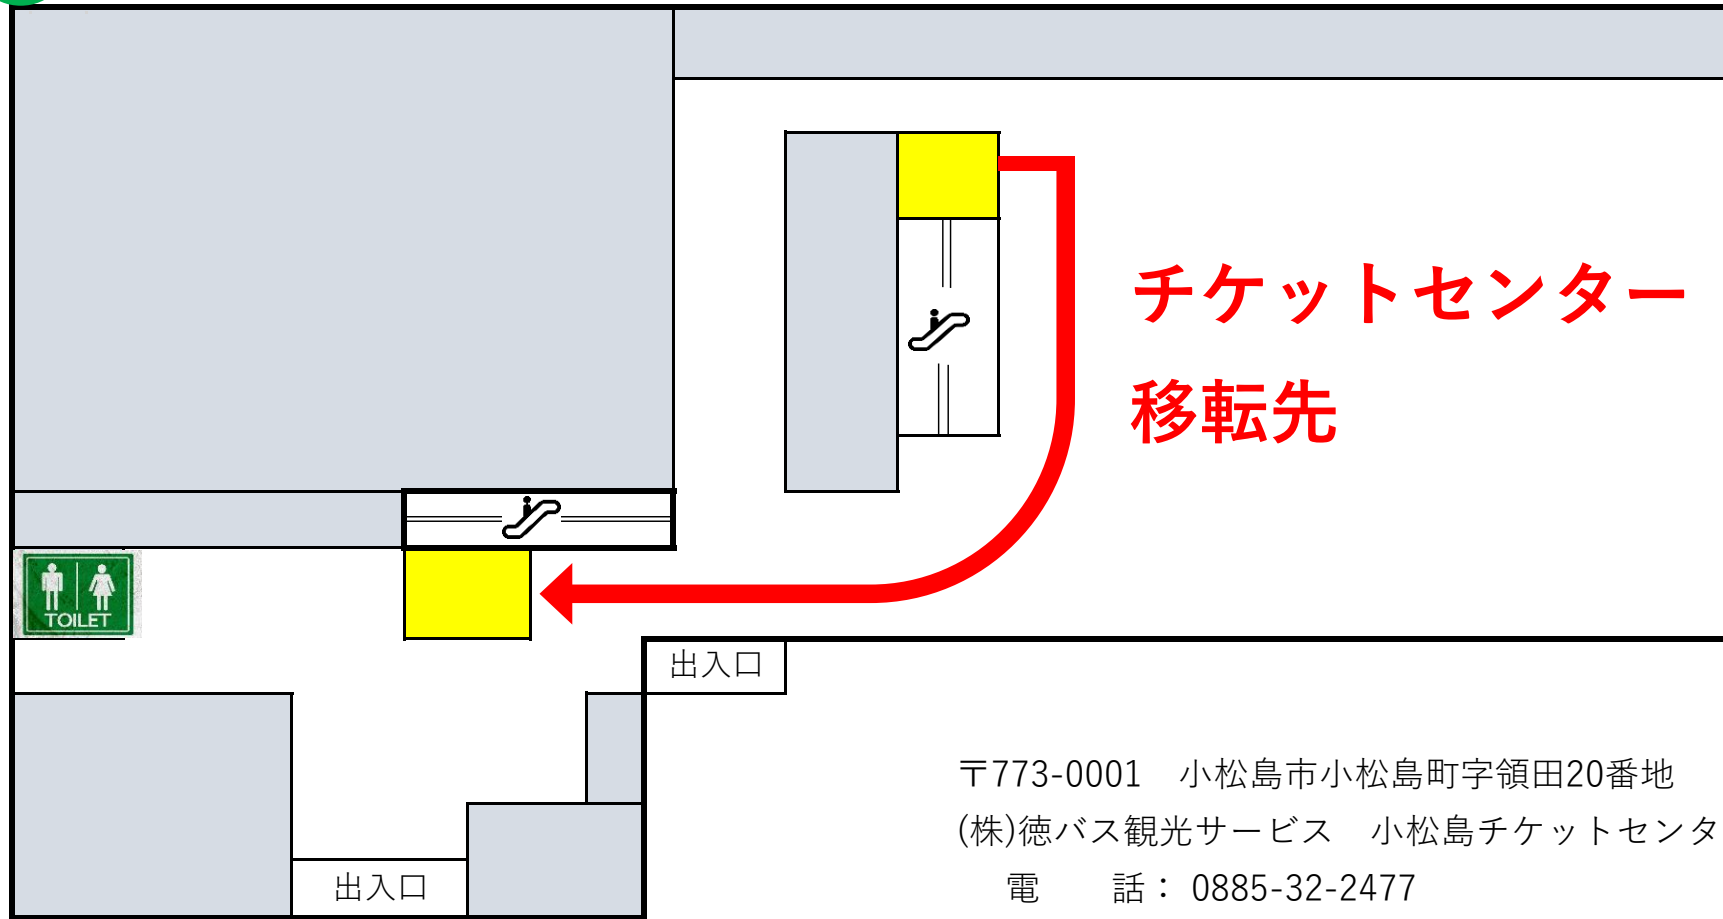 チケットセンター
移転先
TOILET
出入口
〒773-0001　小松島市小松島町字領田20番地
(株)徳バス観光サービス　小松島チケットセンタ
電　　話： 0885-32-2477
出入口